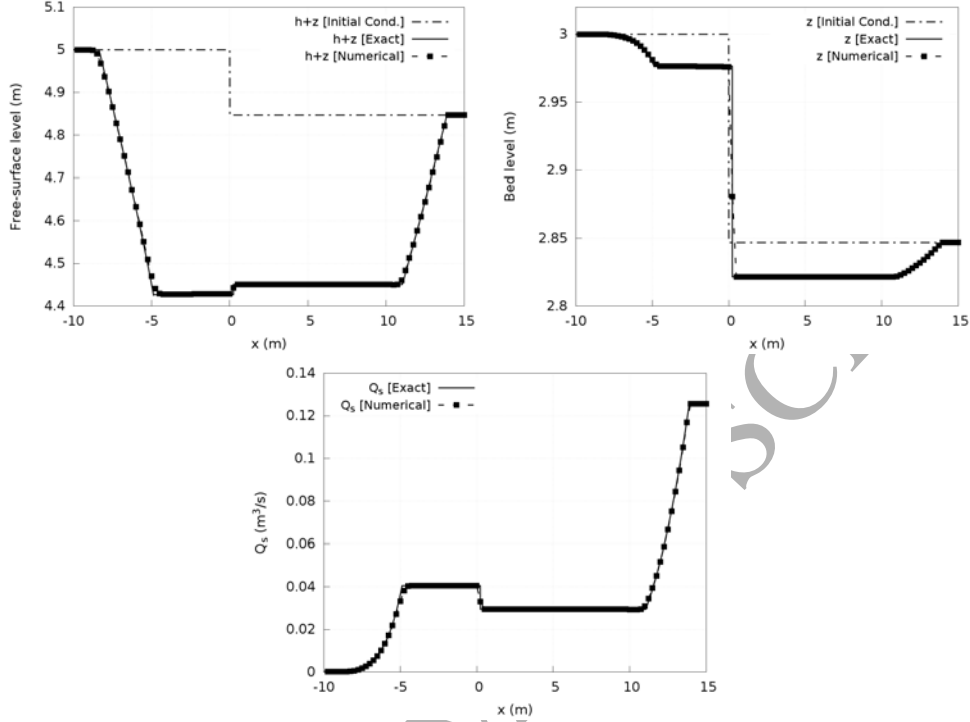 5.1
5
4.9
4.8
4.7
4.6
4.5
4.4
Free-surface level (m)
h+z [Initial Cond.]
h+z [Exact]
h+z [Numerical]
-10 -5 0 5 10 15
x (m)
3
2.95
2.9
2.85
2.8
Bed level (m)
z [Initial Cond.]
z [Exact]
z [Numerical]
-10 -5 0 5 10 15
x (m)
0.14
0.12
0.1
0.08
0.06
0.04
0.02
0
Qs (m³/s)
Qs [Exact]
Qs [Numerical]
-10 -5 0 5 10 15
x (m)